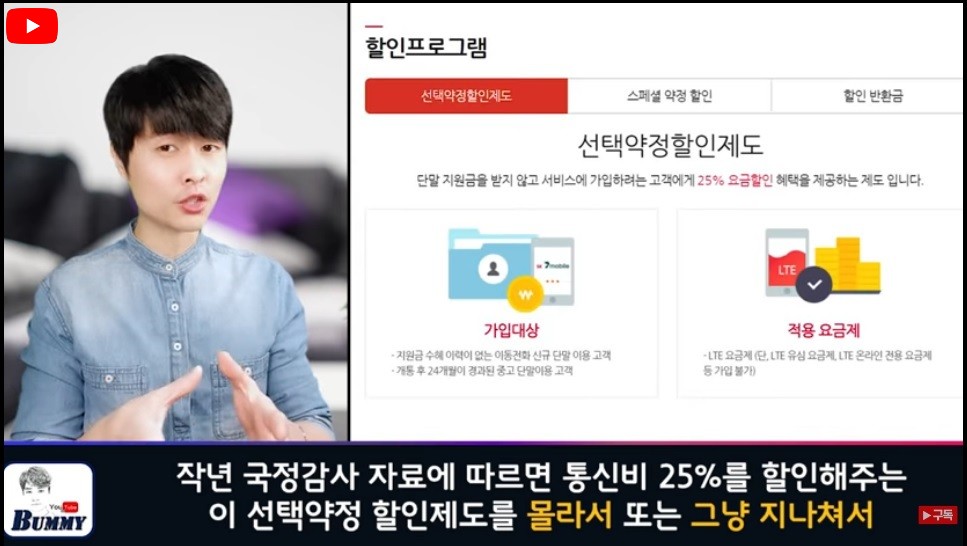 할인프로그램
선택약정할인제도
스페셜 약정 할인
할인 반환금
선택약정할인제도
단말 지원금을 받지 않고 서비스에 가입하려는 고객에게 25% 요금할인 혜택을 제공하는 제도 입니다.
7mobile
LTE
가입대상
- 지원금 수혜 이력이 없는 이동전화 신규 단말 이용 고객
- 개통 후 24개월이 경과된 중고 단말이용 고객
적용 요금제
- LTE 요금제 (단, LTE 유심 요금제, LTE 온라인 전용 요금제
등 가입 불가)
작년 국정감사 자료에 따르면 통신비 25%를 할인해주는
이 선택약정 할인제도를 몰라서 또는 그냥 지나쳐서
YouTube
BUMMY
구독